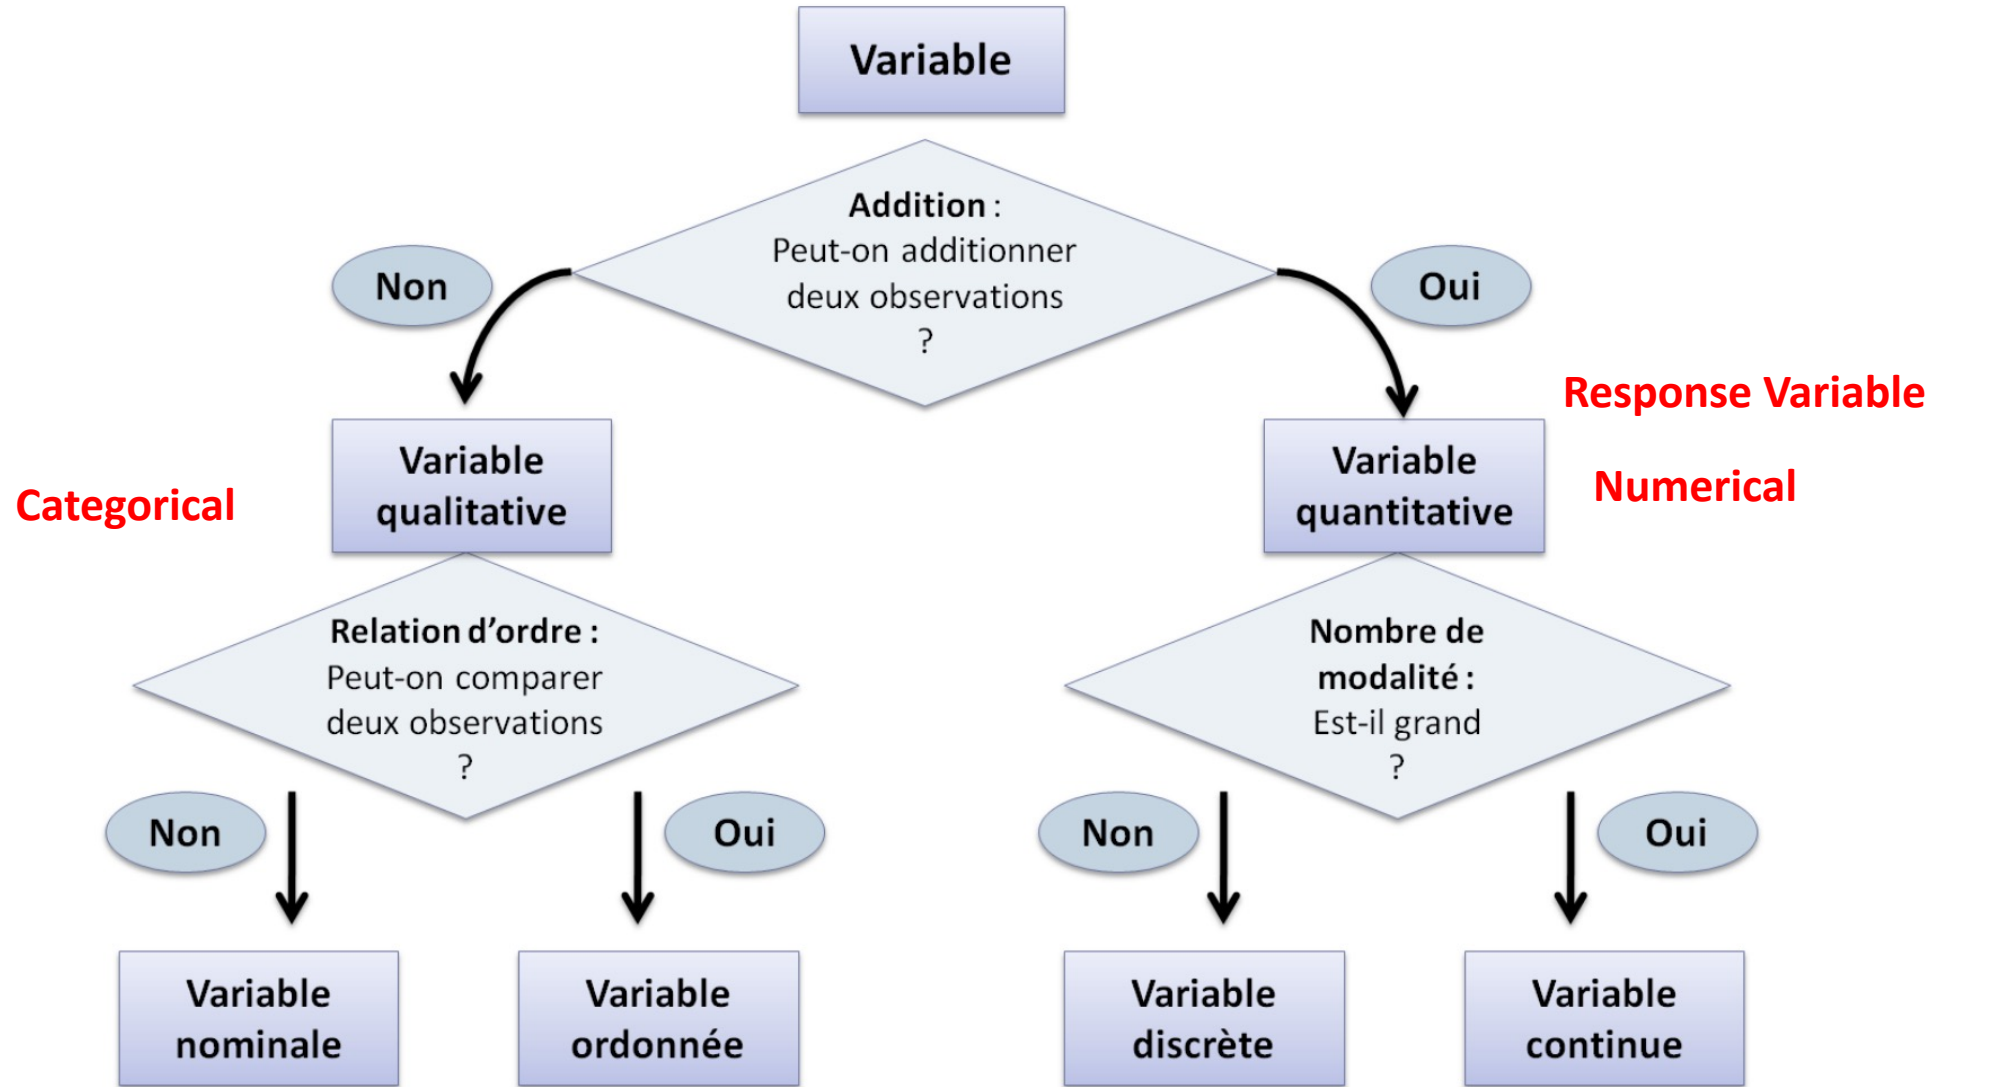 Variable
Addition :
Peut-on additionner
deux observations
?
Non
Oui
Response Variable
Variable
qualitative
Categorical
Variable
quantitative
Numerical
Relation d’ordre :
Peut-on comparer
deux observations
?
Nombre de
modalité :
Est-il grand
?
Non
Oui
Non
Oui
Variable
nominale
Variable
ordonnée
Variable
discrète
Variable
continue